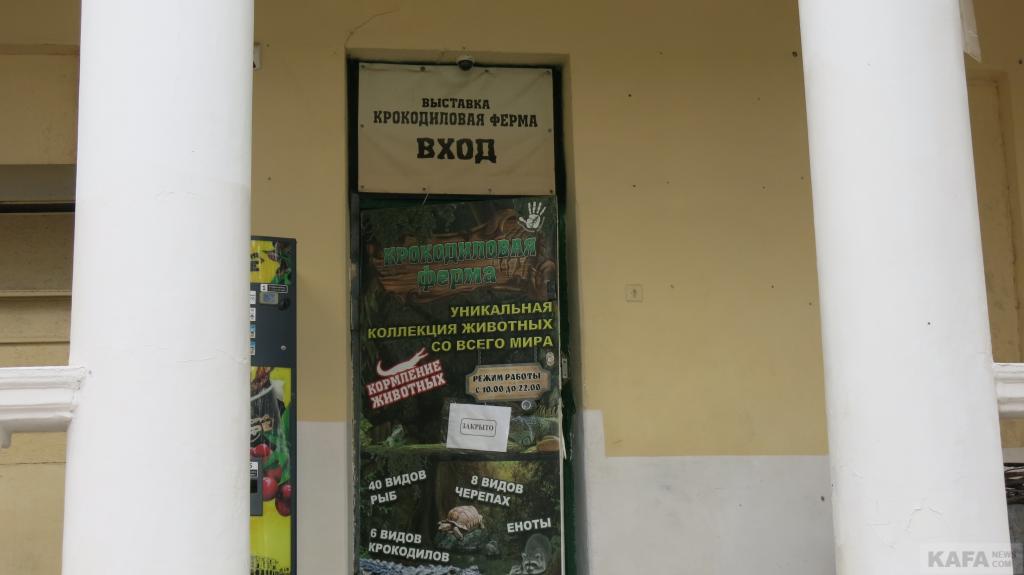 ВЫСТАВКА
КРОКОДИЛОВАЯ ФЕРМА
ВХОД
КРОКОДИЛОВАЯ
ферма
УНИКАЛЬНАЯ
КОЛЛЕКЦИЯ ЖИВОТНЫХ
СО ВСЕГО МИРА
КОРМЛЕНИЕ
ЖИВОТНЫХ
РЕЖИМ РАБОТЫ
С 10.00 ДО 22.00
ЗАКРЫТО
40 ВИДОВ
РЫБ
8 ВИДОВ
ЧЕРЕПАХ
6 ВИДОВ
КРОКОДИЛОВ
ЕНОТЫ
KAFA NEWS
COM